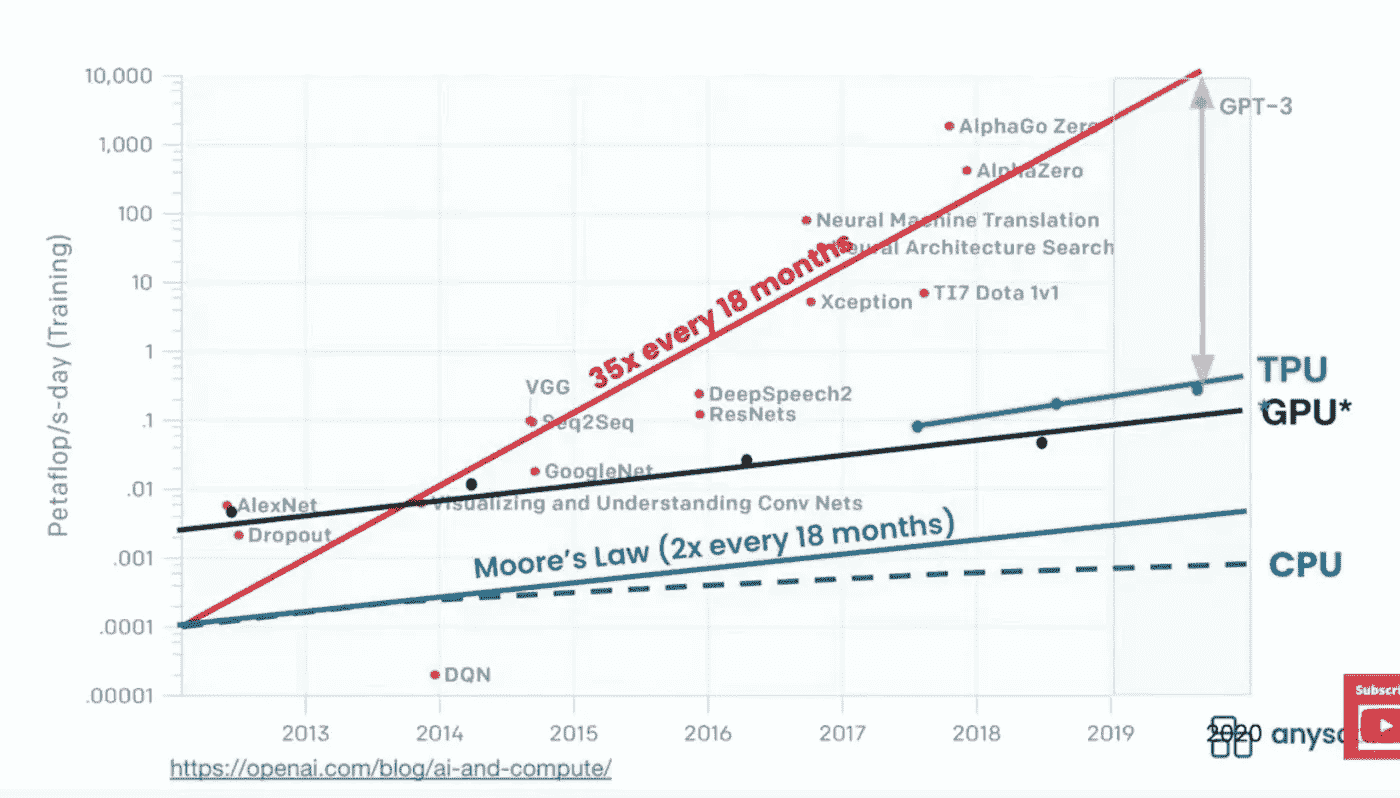 10,000
1,000
100
10
1
.1
.01
.001
.0001
.00001
Petaflop/s-day (Training)
GPT-3
AlphaGo Zero
AlphaZero
Neural Machine Translation
Neural Architecture Search
TI7 Dota 1v1
Xception
35x every 18 months
VGG
Seq2Seq
DeepSpeech2
ResNets
GoogleNet
AlexNet
Visualizing and Understanding Conv Nets
Dropout
TPU
*GPU*
Moore's Law (2x every 18 months)
CPU
DQN
2013 2014 2015 2016 2017 2018 2019 2020
anysc
Subscri
https://openai.com/blog/ai-and-compute/